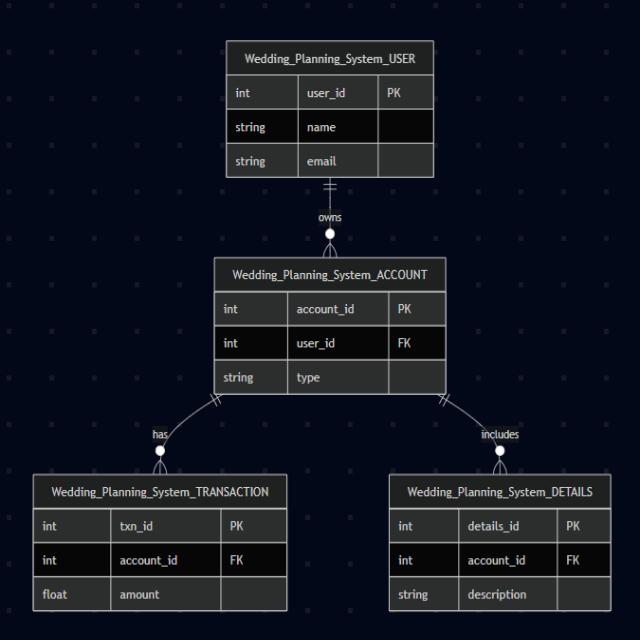 Wedding_Planning_System_USER
int user_id PK
string name
string email
owns
Wedding_Planning_System_ACCOUNT
int account_id PK
int user_id FK
string type
has
includes
Wedding_Planning_System_TRANSACTION
int txn_id PK
int account_id FK
float amount
Wedding_Planning_System_DETAILS
int details_id PK
int account_id FK
string description